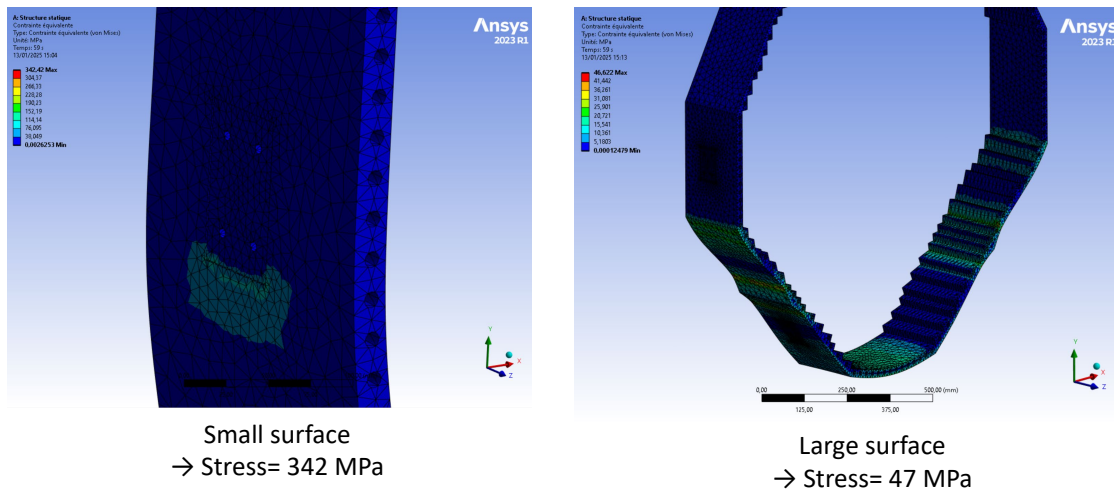 A: Structure statique
Contrainte équivalente
Type: Contrainte équivalente (von Mises)
Unité: MPa
Temps: 59 s
13/01/2025 15:04
342,42 Max
304,37
266,33
228,28
190,23
152,19
114,14
76,095
38,049
0,0026253 Min
Ansys
2023 R1
Y
X
Z
Small surface
→ Stress= 342 MPa
A: Structure statique
Contrainte équivalente
Type: Contrainte équivalente (von Mises)
Unité: MPa
Temps: 59 s
13/01/2025 15:13
46,622 Max
41,442
36,261
31,081
25,901
20,721
15,541
10,361
5,1803
0,00012479 Min
Ansys
2023 R
Y
X
Z
0,00 250,00 500,00 (mm)
125,00 375,00
Large surface
→ Stress= 47 MPa